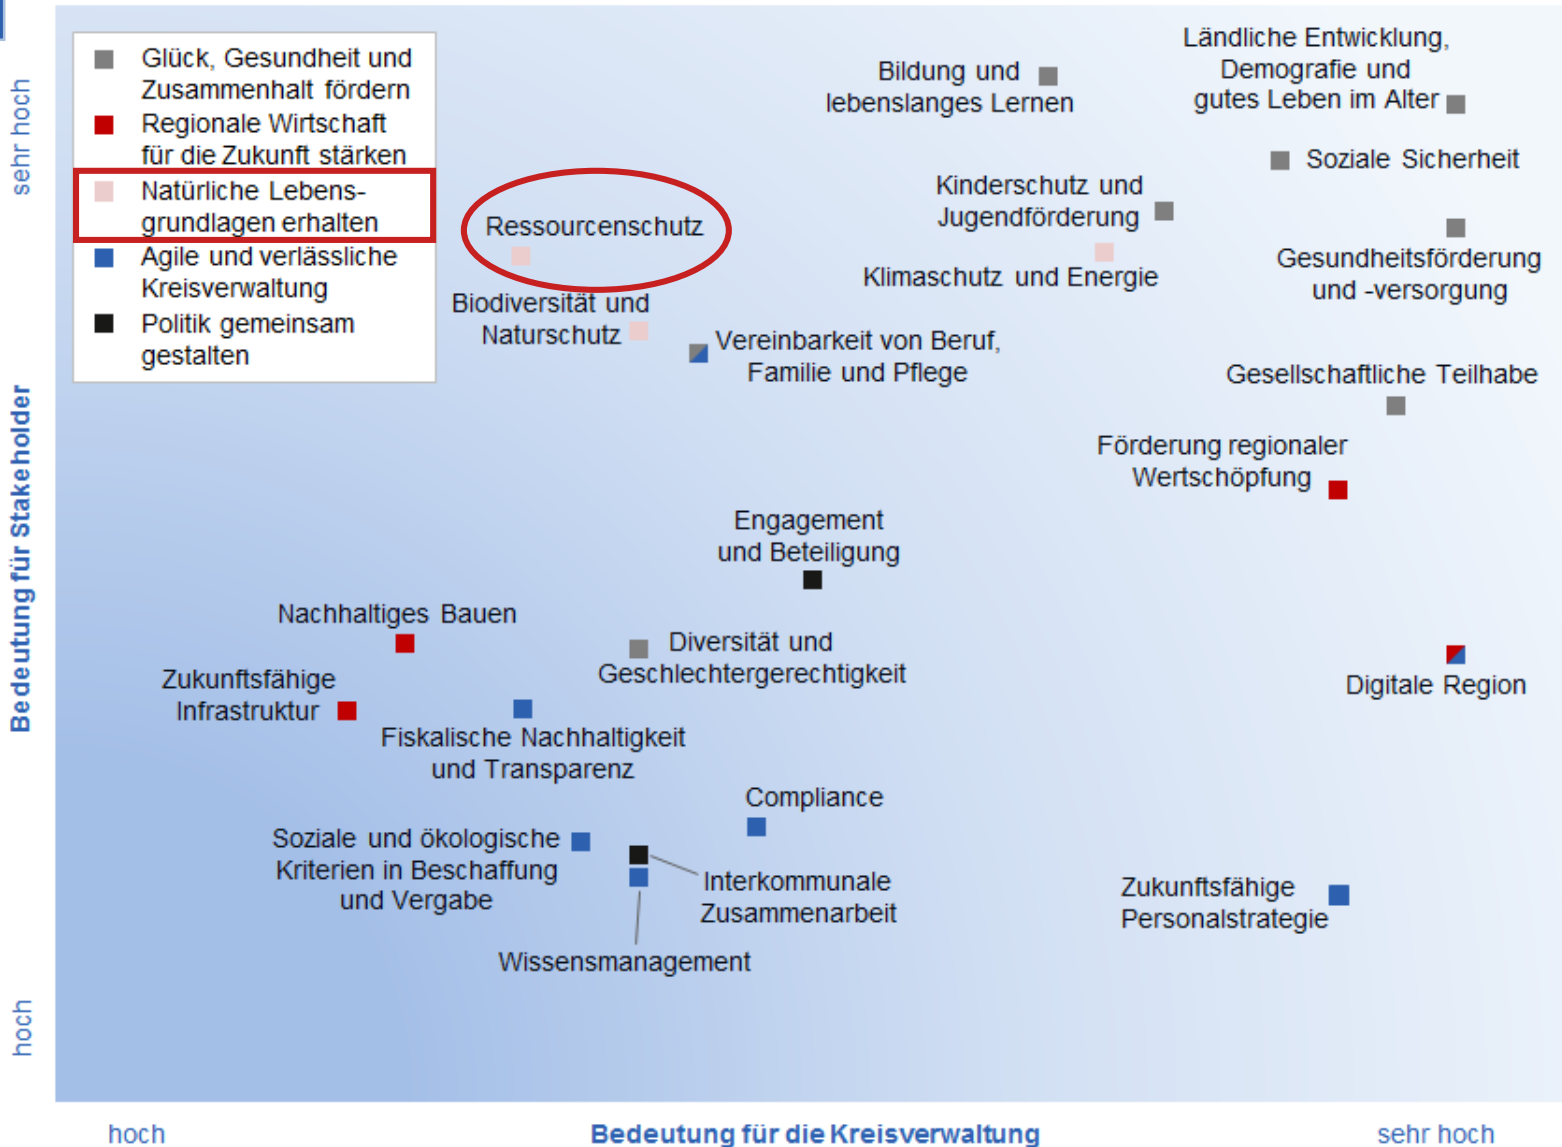 Glück, Gesundheit und
Zusammenhalt fördern
Regionale Wirtschaft
für die Zukunft stärken
Natürliche Lebens-
grundlagen erhalten
Agile und verlässliche
Kreisverwaltung
Politik gemeinsam
gestalten
Ländliche Entwicklung,
Demografie und
gutes Leben im Alter
Bildung und
lebenslanges Lernen
Soziale Sicherheit
Kinderschutz und
Jugendförderung
Ressourcenschutz
Klimaschutz und Energie
Gesundheitsförderung
und -versorgung
Biodiversität und
Naturschutz
Vereinbarkeit von Beruf,
Familie und Pflege
Gesellschaftliche Teilhabe
Förderung regionaler
Wertschöpfung
Engagement
und Beteiligung
Nachhaltiges Bauen
Diversität und
Geschlechtergerechtigkeit
Zukunftsfähige
Infrastruktur
Digitale Region
Fiskalische Nachhaltigkeit
und Transparenz
Compliance
Soziale und ökologische
Kriterien in Beschaffung
und Vergabe
Interkommunale
Zusammenarbeit
Zukunftsfähige
Personalstrategie
Wissensmanagement
sehr hoch
Bedeutung für Stakeholder
hoch
hoch
Bedeutung für die Kreisverwaltung
sehr hoch